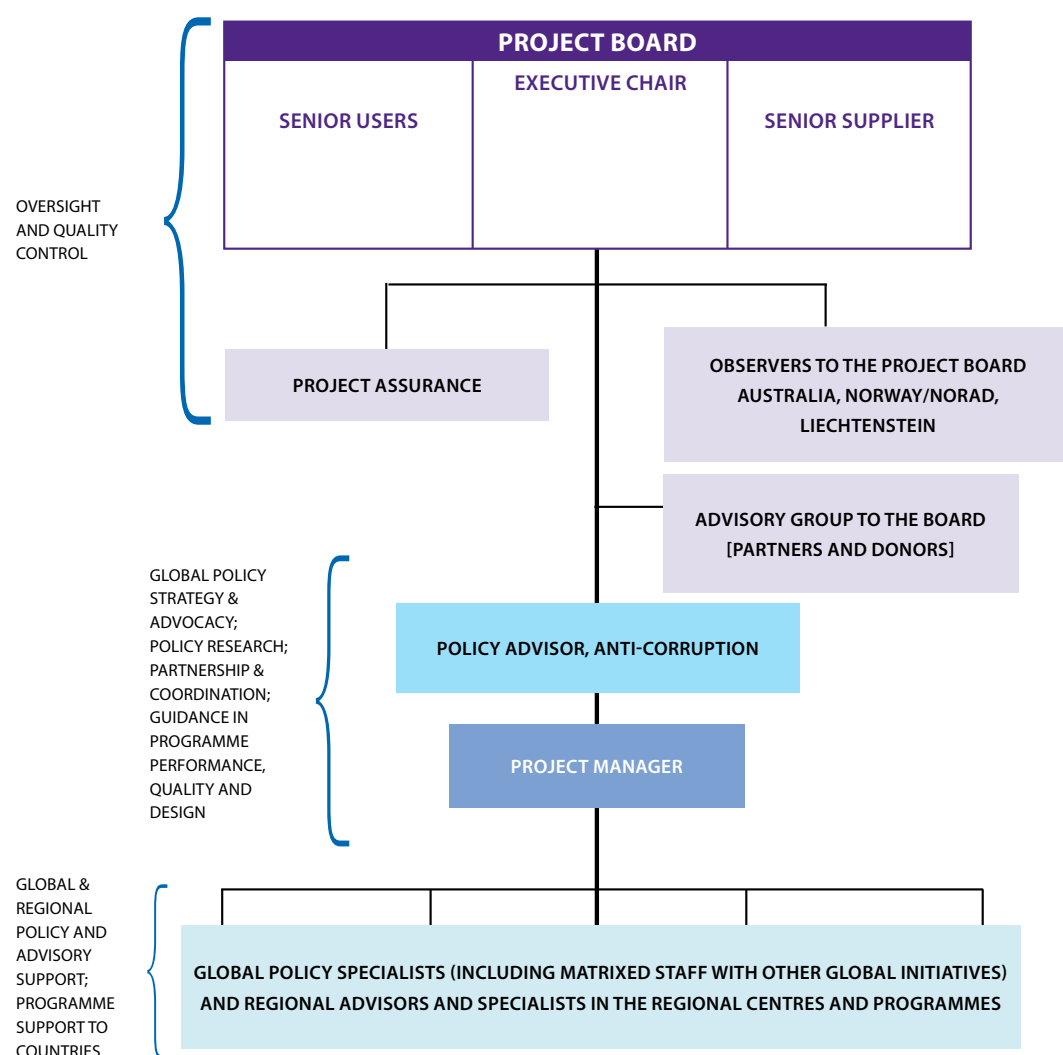 PROJECT BOARD
SENIOR USERS
EXECUTIVE CHAIR
SENIOR SUPPLIER
OVERSIGHT
AND QUALITY
CONTROL
PROJECT ASSURANCE
OBSERVERS TO THE PROJECT BOARD
AUSTRALIA, NORWAY/NORAD,
LIECHTENSTEIN
ADVISORY GROUP TO THE BOARD
[PARTNERS AND DONORS]
GLOBAL POLICY
STRATEGY &
ADVOCACY;
POLICY RESEARCH;
PARTNERSHIP &
COORDINATION;
GUIDANCE IN
PROGRAMME
PERFORMANCE,
QUALITY AND
DESIGN
POLICY ADVISOR, ANTI-CORRUPTION
PROJECT MANAGER
GLOBAL &
REGIONAL
POLICY AND
ADVISORY
SUPPORT;
PROGRAMME
SUPPORT TO
COUNTRIES
GLOBAL POLICY SPECIALISTS (INCLUDING MATRIXED STAFF WITH OTHER GLOBAL INITIATIVES)
AND REGIONAL ADVISORS AND SPECIALISTS IN THE REGIONAL CENTRES AND PROGRAMMES